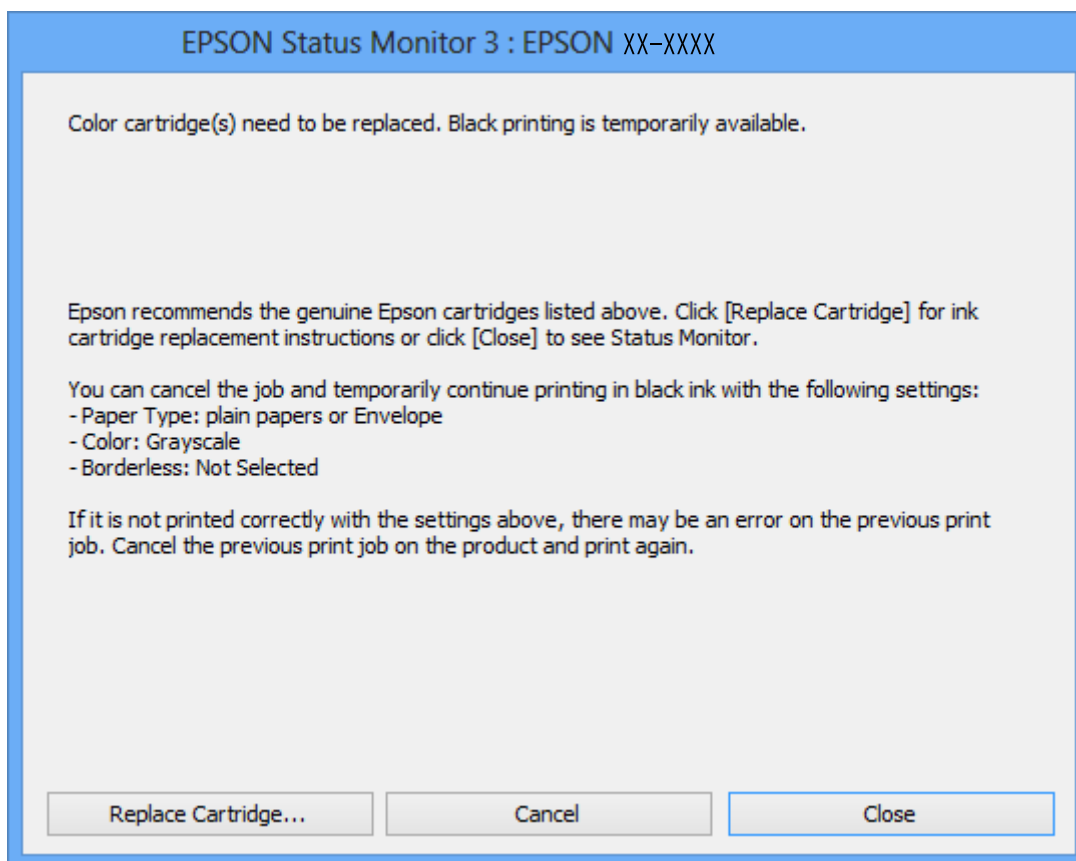 EPSON Status Monitor 3 : EPSON XX-XXXX
Color cartridge(s) need to be replaced. Black printing is temporarily available.
Epson recommends the genuine Epson cartridges listed above. Click [Replace Cartridge] for ink
cartridge replacement instructions or click [Close] to see Status Monitor.
You can cancel the job and temporarily continue printing in black ink with the following settings:
- Paper Type: plain papers or Envelope
- Color: Grayscale
- Borderless: Not Selected
If it is not printed correctly with the settings above, there may be an error on the previous print
job. Cancel the previous print job on the product and print again.
Replace Cartridge... Cancel Close